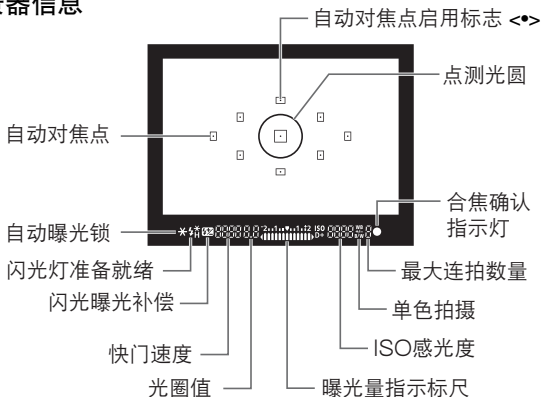 器信息
自动对焦点启用标志 <•>
点测光圆
自动对焦点
合焦确认
指示灯
自动曝光锁
闪光灯准备就绪
最大连拍数量
闪光曝光补偿
单色拍摄
快门速度
ISO感光度
光圈值
曝光量指示标尺